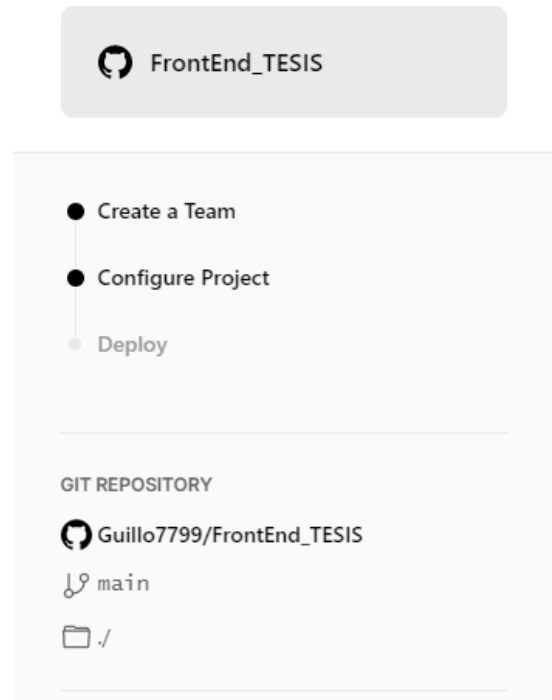 FrontEnd_TESIS
Create a Team
Configure Project
Deploy
GIT REPOSITORY
Guillo7799/FrontEnd_TESIS
main
./